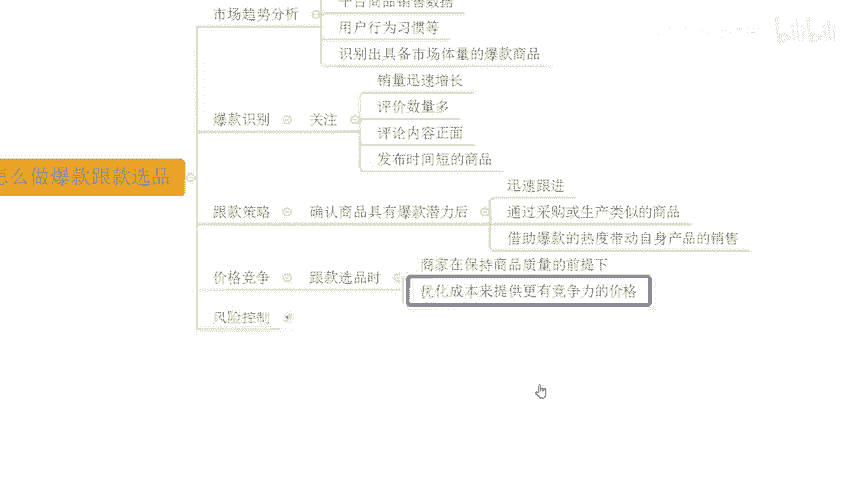 市场趋势分析
平台商品销售数据
用户行为习惯等
识别出具备市场体量的爆款商品
爆款识别
关注
销量迅速增长
评价数量多
评论内容正面
发布时间短的商品
怎么做爆款跟款选品
跟款策略
确认商品具有爆款潜力后
迅速跟进
通过采购或生产类似的商品
借助爆款的热度带动自身产品的销售
价格竞争
跟款选品时
商家在保持商品质量的前提下
优化成本来提供更有竞争力的价格
风险控制
bilibili